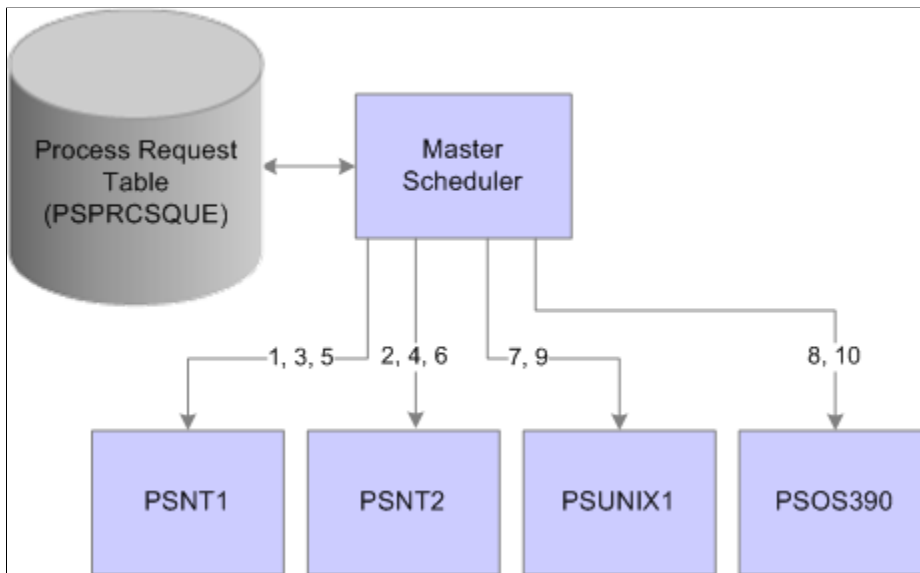 Process Request
Table
(PSPRCSQUE)
Master
Scheduler
1, 3, 5
2, 4, 6
7, 9
8, 10
PSNT1
PSNT2
PSUNIX1
PSOS390